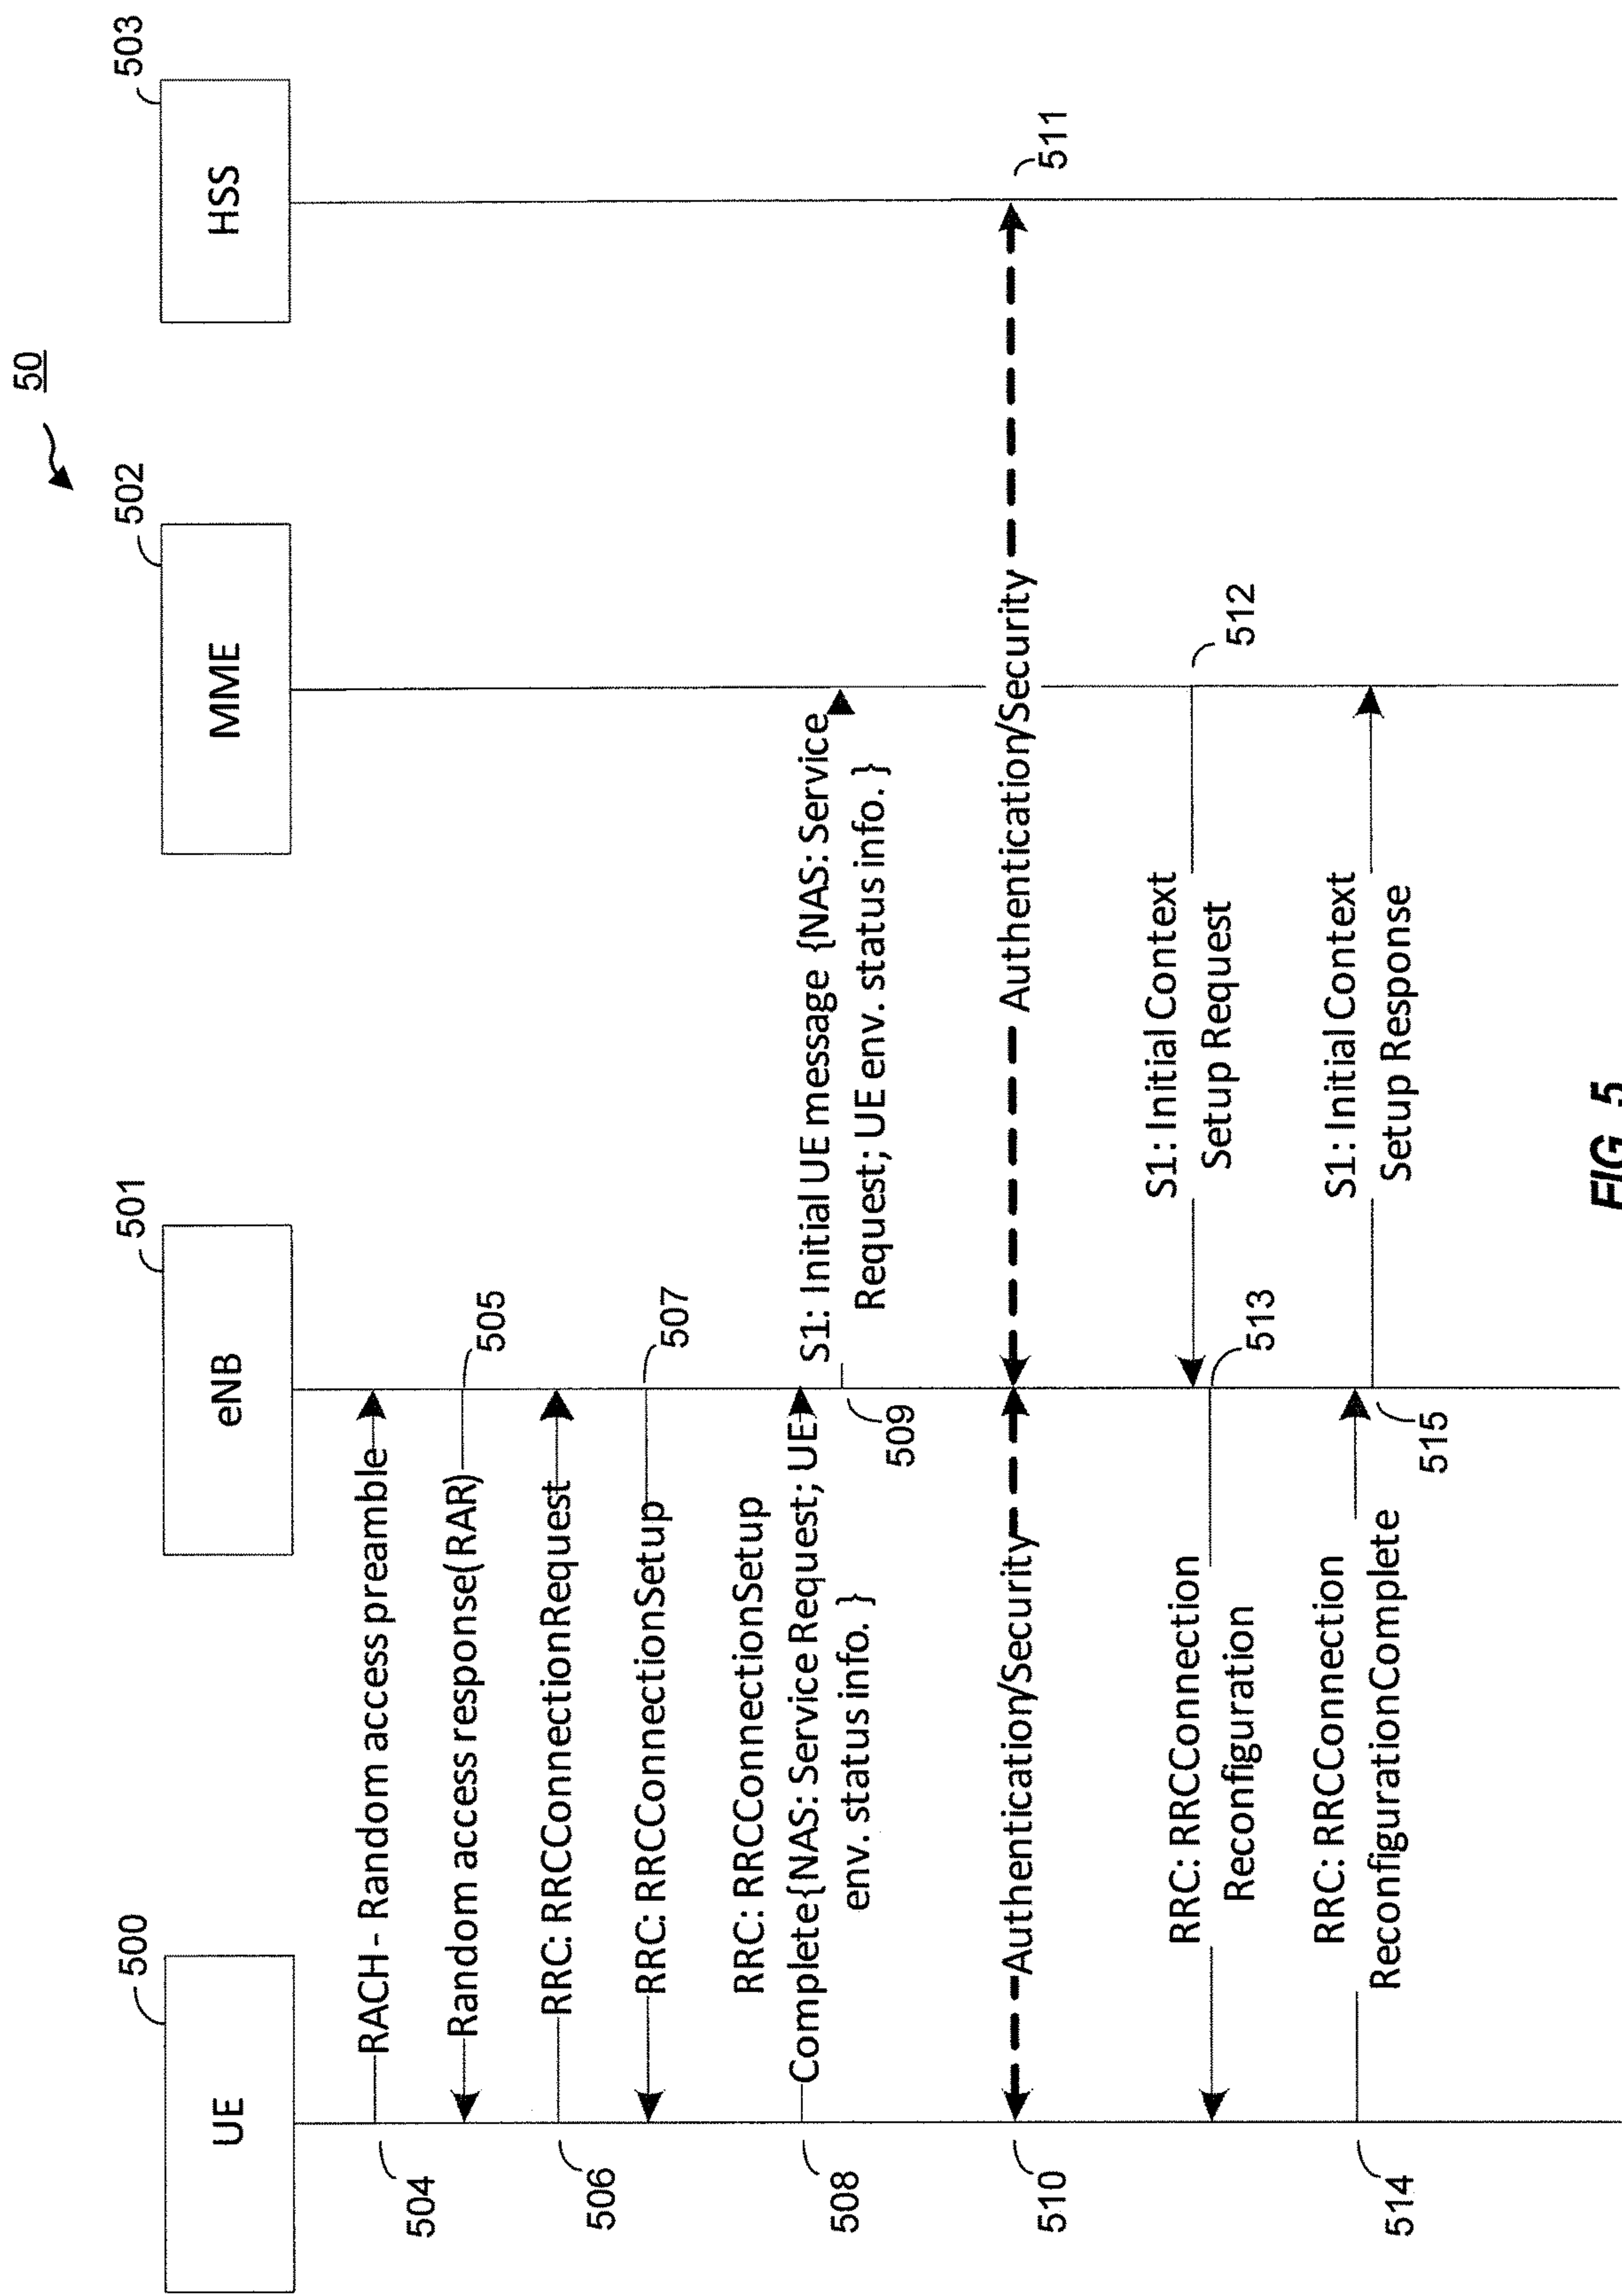 50
500
501
502
503
UE
eNB
MME
HSS
504
RACH - Random access preamble
Random access response(RAR)
505
506
RRC: RRCConnectionRequest
RRC: RRCConnectionSetup
507
RRC: RRCConnectionSetup
508
Complete{NAS: Service Request; UE
env. status info. }
S1: Initial UE message {NAS: Service
Request; UE env. status info. }
509
510
Authentication/Security
Authentication/Security
511
S1: Initial Context
Setup Request
512
RRC: RRCConnection
Reconfiguration
513
514
RRC: RRCConnection
ReconfigurationComplete
S1: Initial Context
Setup Response
515
FIG. 5